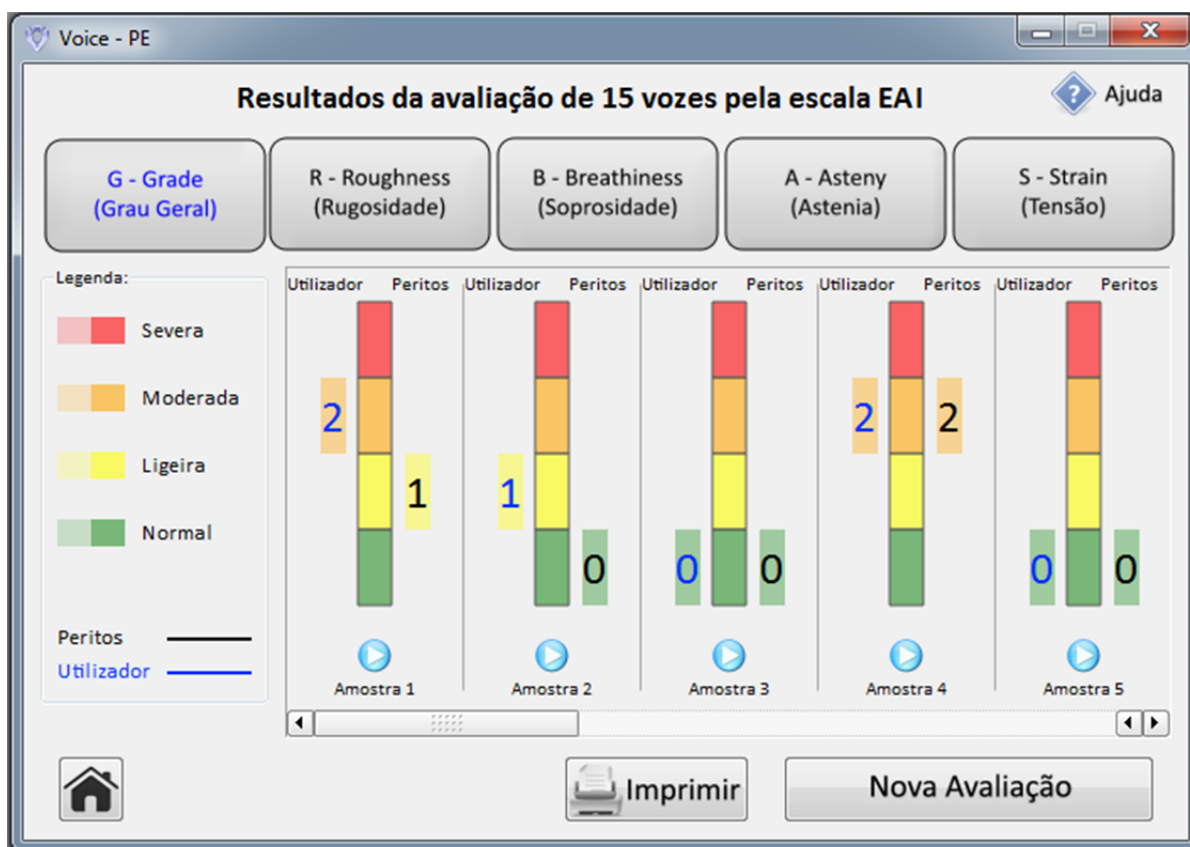 Voice - PE
Resultados da avaliação de 15 vozes pela escala EAI
Ajuda
G - Grade
(Grau Geral)
R - Roughness
(Rugosidade)
B - Breathiness
(Soprosidade)
A - Asteny
(Astenia)
S - Strain
(Tensão)
Legenda:
Severa
Moderada
Ligeira
Normal
Peritos
Utilizador
Utilizador Peritos Utilizador Peritos Utilizador Peritos Utilizador Peritos Utilizador Peritos
2 2 2
1 1
0 0 0 0 0
Amostra 1 Amostra 2 Amostra 3 Amostra 4 Amostra 5
Imprimir
Nova Avaliação